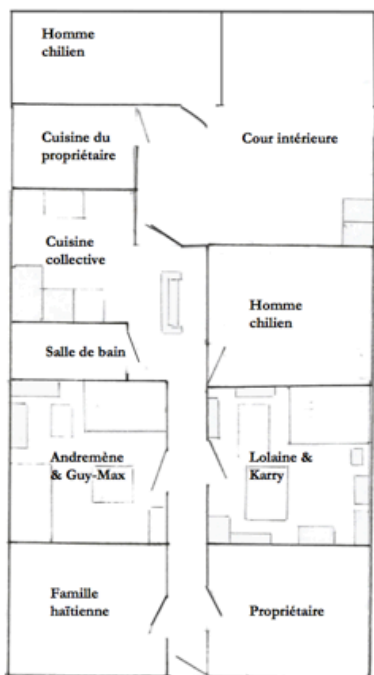 Homme
chilien
Cuisine du
propriétaire
Cour intérieure
Cuisine
collective
Homme
chilien
Salle de bain
Andremène
& Guy-Max
Lolaine &
Karry
Famille
haïtienne
Propriétaire